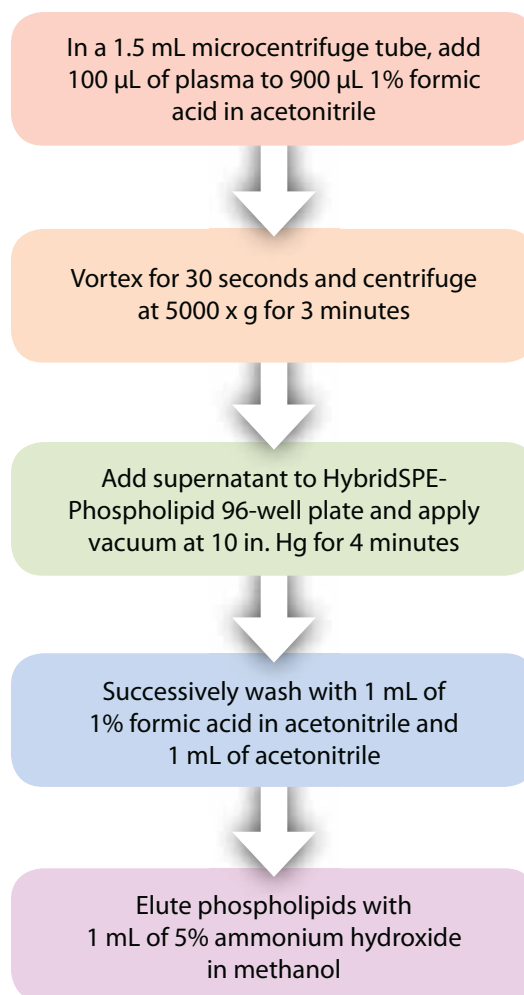 In a 1.5 mL microcentrifuge tube, add
100 µL of plasma to 900 µL 1% formic
acid in acetonitrile
Vortex for 30 seconds and centrifuge
at 5000 x g for 3 minutes
Add supernatant to HybridSPE-
Phospholipid 96-well plate and apply
vacuum at 10 in. Hg for 4 minutes
Successively wash with 1 mL of
1% formic acid in acetonitrile and
1 mL of acetonitrile
Elute phospholipids with
1 mL of 5% ammonium hydroxide
in methanol